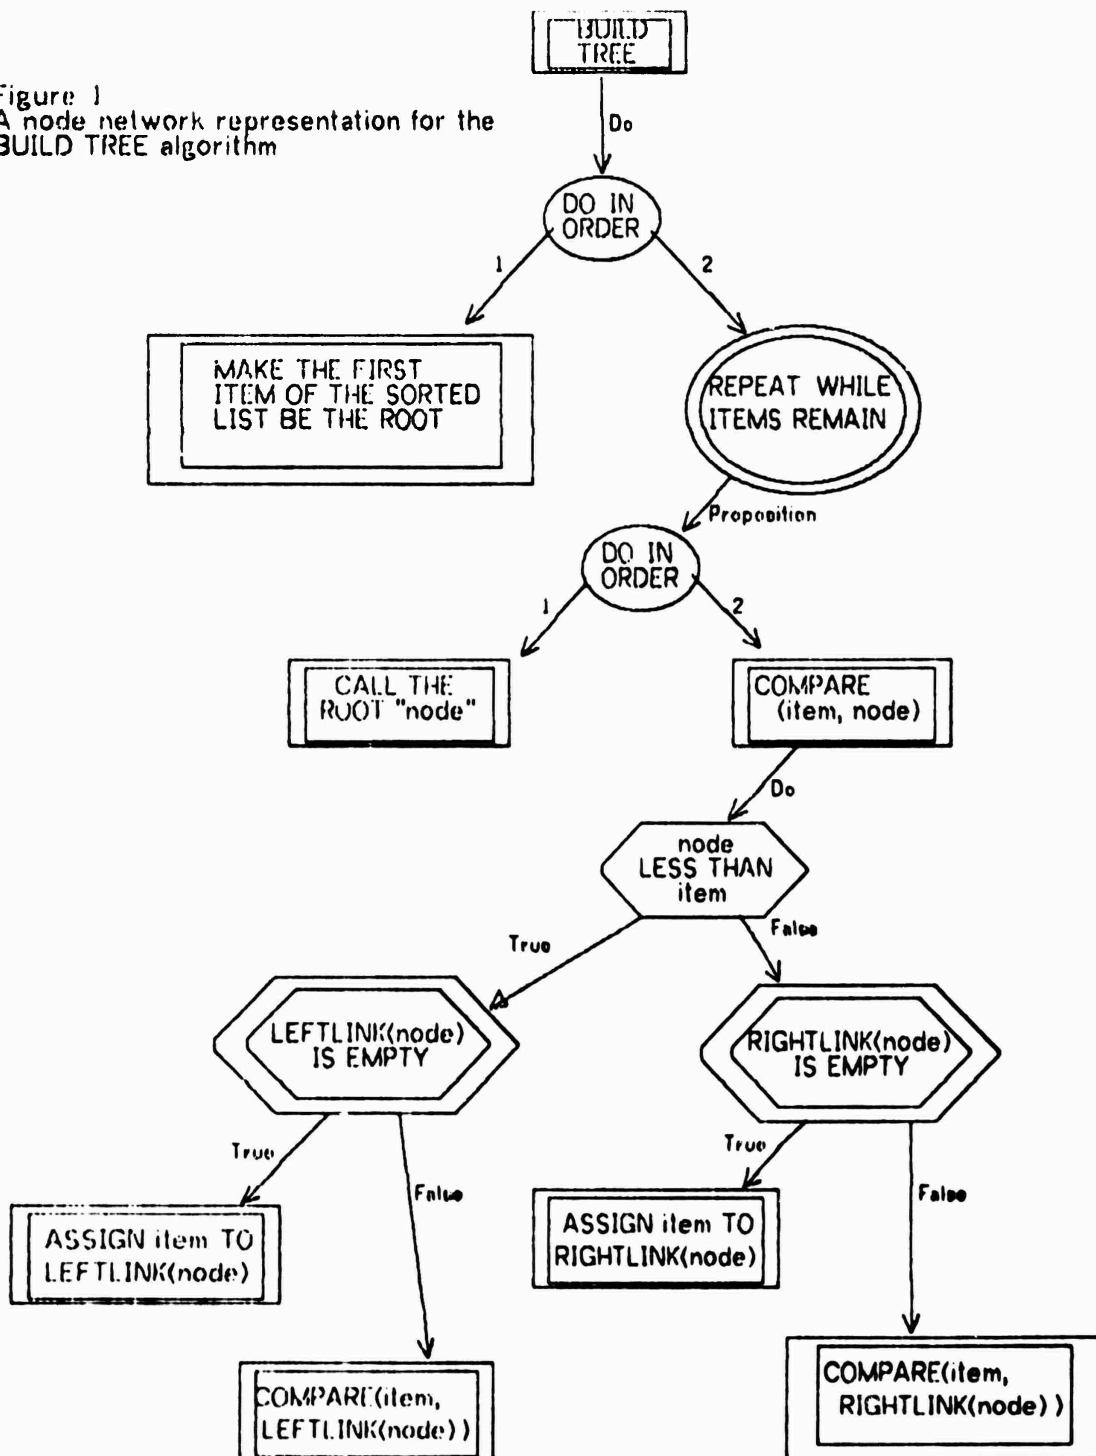 BUILD
TREE
Figure 1
A node network representation for the
BUILD TREE algorithm
Do
DO IN
ORDER
1
2
MAKE THE FIRST
ITEM OF THE SORTED
LIST BE THE ROOT
REPEAT WHILE
ITEMS REMAIN
Proposition
DO IN
ORDER
1
2
CALL THE
ROOT "node"
COMPARE
(item, node)
Do
node
LESS THAN
item
True
False
LEFTLINK(node)
IS EMPTY
RIGHTLINK(node)
IS EMPTY
True
False
True
False
ASSIGN item TO
LEFTLINK(node)
ASSIGN item TO
RIGHTLINK(node)
COMPARE(item,
LEFTLINK(node))
COMPARE(item,
RIGHTLINK(node))